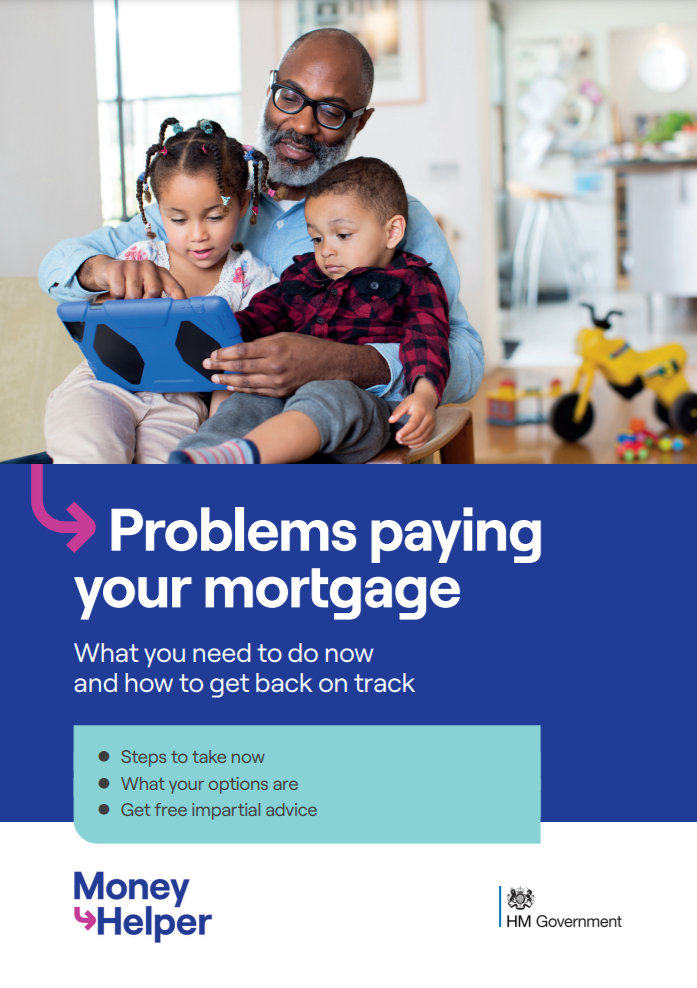 Problems paying
your mortgage
What you need to do now
and how to get back on track
● Steps to take now
● What your options are
● Get free impartial advice
Money
Helper
HM Government